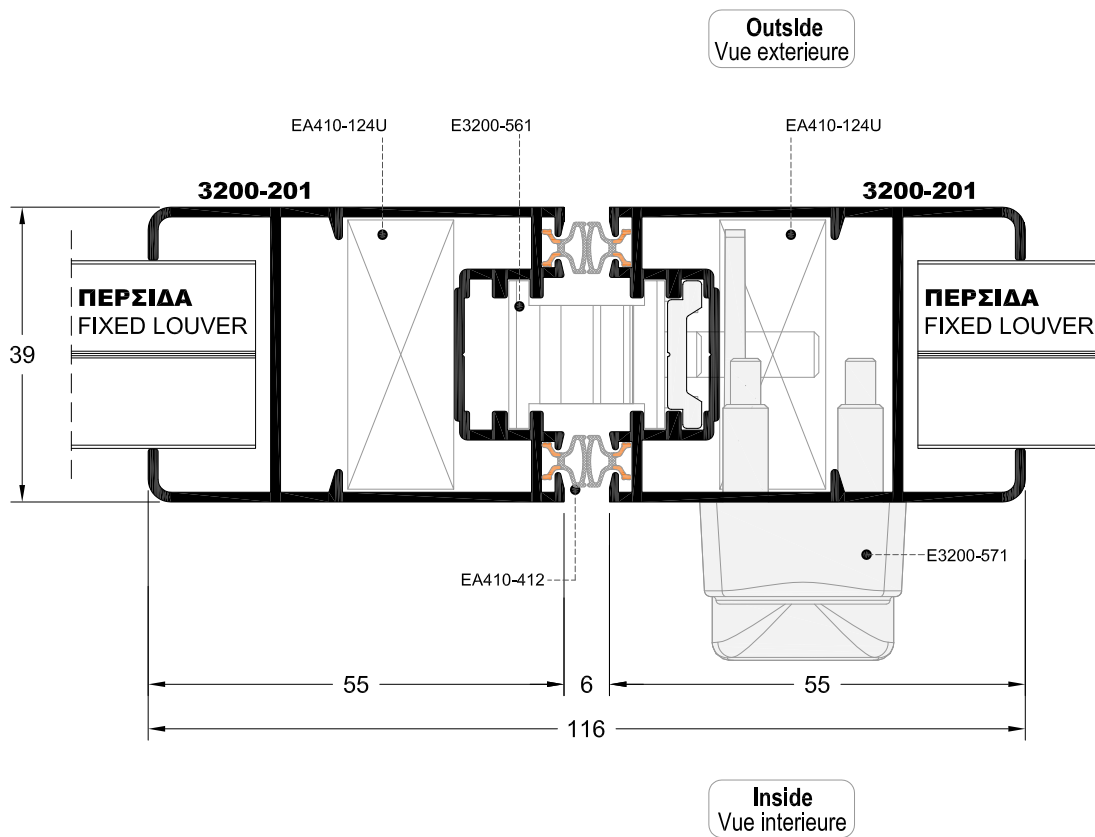 Outside
Vue exterieure
EA410-124U
E3200-561
EA410-124U
3200-201
3200-201
ΠΕΡΣΙΔΑ
FIXED LOUVER
ΠΕΡΣΙΔΑ
FIXED LOUVER
39
EA410-412
E3200-571
55
6
55
116
Inside
Vue interieure